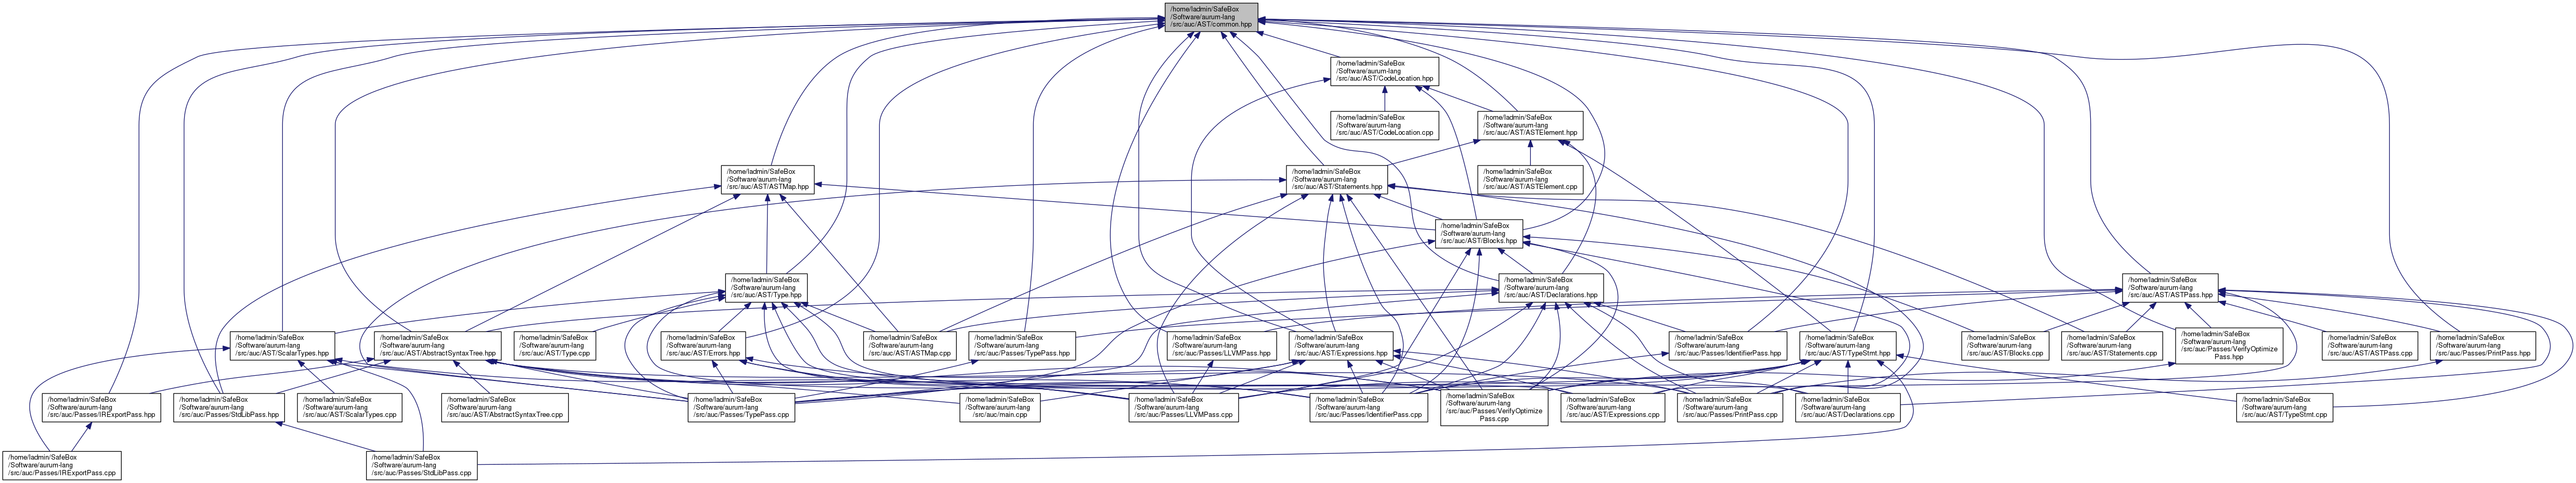 /home/ladmin/SafeBox
/Software/aurum-lang
/src/auc/AST/common.hpp
/home/ladmin/SafeBox
/Software/aurum-lang
/src/auc/AST/CodeLocation.hpp
/home/ladmin/SafeBox
/Software/aurum-lang
/src/auc/AST/CodeLocation.cpp
/home/ladmin/SafeBox
/Software/aurum-lang
/src/auc/AST/ASTElement.hpp
/home/ladmin/SafeBox
/Software/aurum-lang
/src/auc/AST/ASTMap.hpp
/home/ladmin/SafeBox
/Software/aurum-lang
/src/auc/AST/Statements.hpp
/home/ladmin/SafeBox
/Software/aurum-lang
/src/auc/AST/ASTElement.cpp
/home/ladmin/SafeBox
/Software/aurum-lang
/src/auc/AST/Blocks.hpp
/home/ladmin/SafeBox
/Software/aurum-lang
/src/auc/AST/Type.hpp
/home/ladmin/SafeBox
/Software/aurum-lang
/src/auc/AST/Declarations.hpp
/home/ladmin/SafeBox
/Software/aurum-lang
/src/auc/AST/ASTPass.hpp
/home/ladmin/SafeBox
/Software/aurum-lang
/src/auc/AST/ScalarTypes.hpp
/home/ladmin/SafeBox
/Software/aurum-lang
/src/auc/AST/AbstractSyntaxTree.hpp
/home/ladmin/SafeBox
/Software/aurum-lang
/src/auc/AST/Type.cpp
/home/ladmin/SafeBox
/Software/aurum-lang
/src/auc/AST/Errors.hpp
/home/ladmin/SafeBox
/Software/aurum-lang
/src/auc/AST/ASTMap.cpp
/home/ladmin/SafeBox
/Software/aurum-lang
/src/auc/Passes/TypePass.hpp
/home/ladmin/SafeBox
/Software/aurum-lang
/src/auc/Passes/LLVMPass.hpp
/home/ladmin/SafeBox
/Software/aurum-lang
/src/auc/AST/Expressions.hpp
/home/ladmin/SafeBox
/Software/aurum-lang
/src/auc/Passes/IdentifierPass.hpp
/home/ladmin/SafeBox
/Software/aurum-lang
/src/auc/AST/TypeStmt.hpp
/home/ladmin/SafeBox
/Software/aurum-lang
/src/auc/AST/Blocks.cpp
/home/ladmin/SafeBox
/Software/aurum-lang
/src/auc/AST/Statements.cpp
/home/ladmin/SafeBox
/Software/aurum-lang
/src/auc/Passes/VerifyOptimize
Pass.hpp
/home/ladmin/SafeBox
/Software/aurum-lang
/src/auc/AST/ASTPass.cpp
/home/ladmin/SafeBox
/Software/aurum-lang
/src/auc/Passes/PrintPass.hpp
/home/ladmin/SafeBox
/Software/aurum-lang
/src/auc/Passes/IRExportPass.hpp
/home/ladmin/SafeBox
/Software/aurum-lang
/src/auc/Passes/StdLibPass.hpp
/home/ladmin/SafeBox
/Software/aurum-lang
/src/auc/AST/ScalarTypes.cpp
/home/ladmin/SafeBox
/Software/aurum-lang
/src/auc/AST/AbstractSyntaxTree.cpp
/home/ladmin/SafeBox
/Software/aurum-lang
/src/auc/Passes/TypePass.cpp
/home/ladmin/SafeBox
/Software/aurum-lang
/src/auc/main.cpp
/home/ladmin/SafeBox
/Software/aurum-lang
/src/auc/Passes/LLVMPass.cpp
/home/ladmin/SafeBox
/Software/aurum-lang
/src/auc/Passes/IdentifierPass.cpp
/home/ladmin/SafeBox
/Software/aurum-lang
/src/auc/Passes/VerifyOptimize
Pass.cpp
/home/ladmin/SafeBox
/Software/aurum-lang
/src/auc/AST/Expressions.cpp
/home/ladmin/SafeBox
/Software/aurum-lang
/src/auc/Passes/PrintPass.cpp
/home/ladmin/SafeBox
/Software/aurum-lang
/src/auc/AST/Declarations.cpp
/home/ladmin/SafeBox
/Software/aurum-lang
/src/auc/AST/TypeStmt.cpp
/home/ladmin/SafeBox
/Software/aurum-lang
/src/auc/Passes/IRExportPass.cpp
/home/ladmin/SafeBox
/Software/aurum-lang
/src/auc/Passes/StdLibPass.cpp